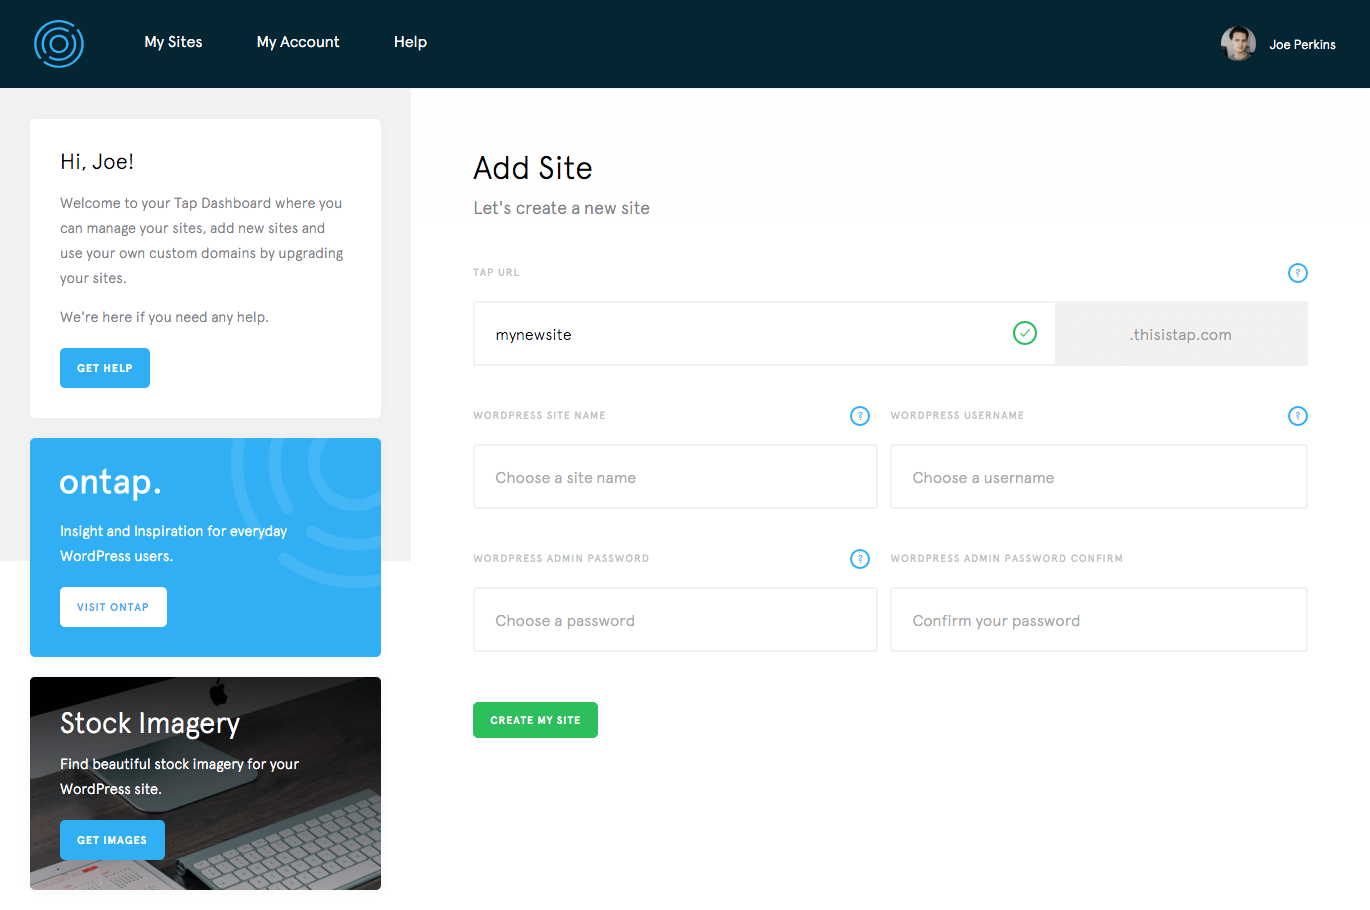 My Sites
My Account
Help
Joe Perkins
Hi, Joe!
Welcome to your Tap Dashboard where you
can manage your sites, add new sites and
use your own custom domains by upgrading
your sites.
We're here if you need any help.
GET HELP
ontap.
Insight and Inspiration for everyday
WordPress users.
VISIT ONTAP
Stock Imagery
Find beautiful stock imagery for your
WordPress site.
GET IMAGES
Add Site
Let's create a new site
TAP URL
?
mynewsite
.thisistap.com
WORDPRESS SITE NAME
?
WORDPRESS USERNAME
?
Choose a site name
Choose a username
WORDPRESS ADMIN PASSWORD
?
WORDPRESS ADMIN PASSWORD CONFIRM
Choose a password
Confirm your password
CREATE MY SITE